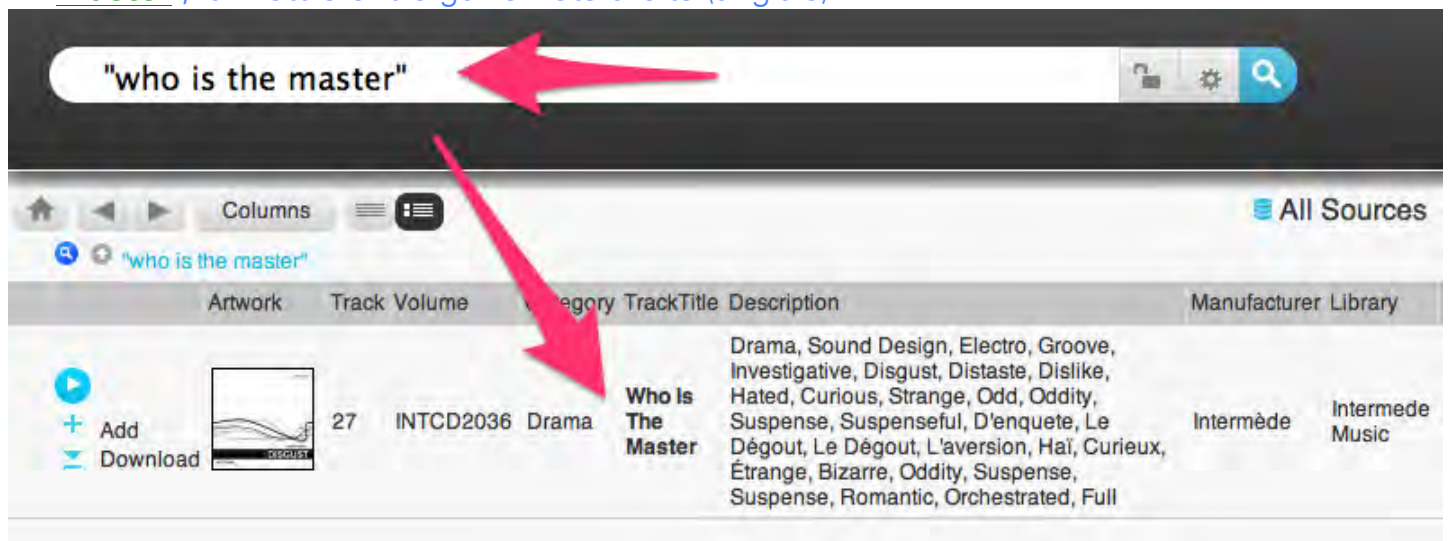 "who is the master"
Columns
All Sources
"who is the master"
Artwork Track Volume TrackTitle Description Manufacturer Library
Add
Download
DISGUST
27 INTCD2036 Drama
Who Is
The
Master
Drama, Sound Design, Electro, Groove,
Investigative, Disgust, Distaste, Dislike,
Hated, Curious, Strange, Odd, Oddity,
Suspense, Suspenseful, D'enquete, Le
Dégout, Le Dégout, L'aversion, Haï, Curieux,
Étrange, Bizarre, Oddity, Suspense,
Suspense, Romantic, Orchestrated, Full
Intermède
Intermede
Music